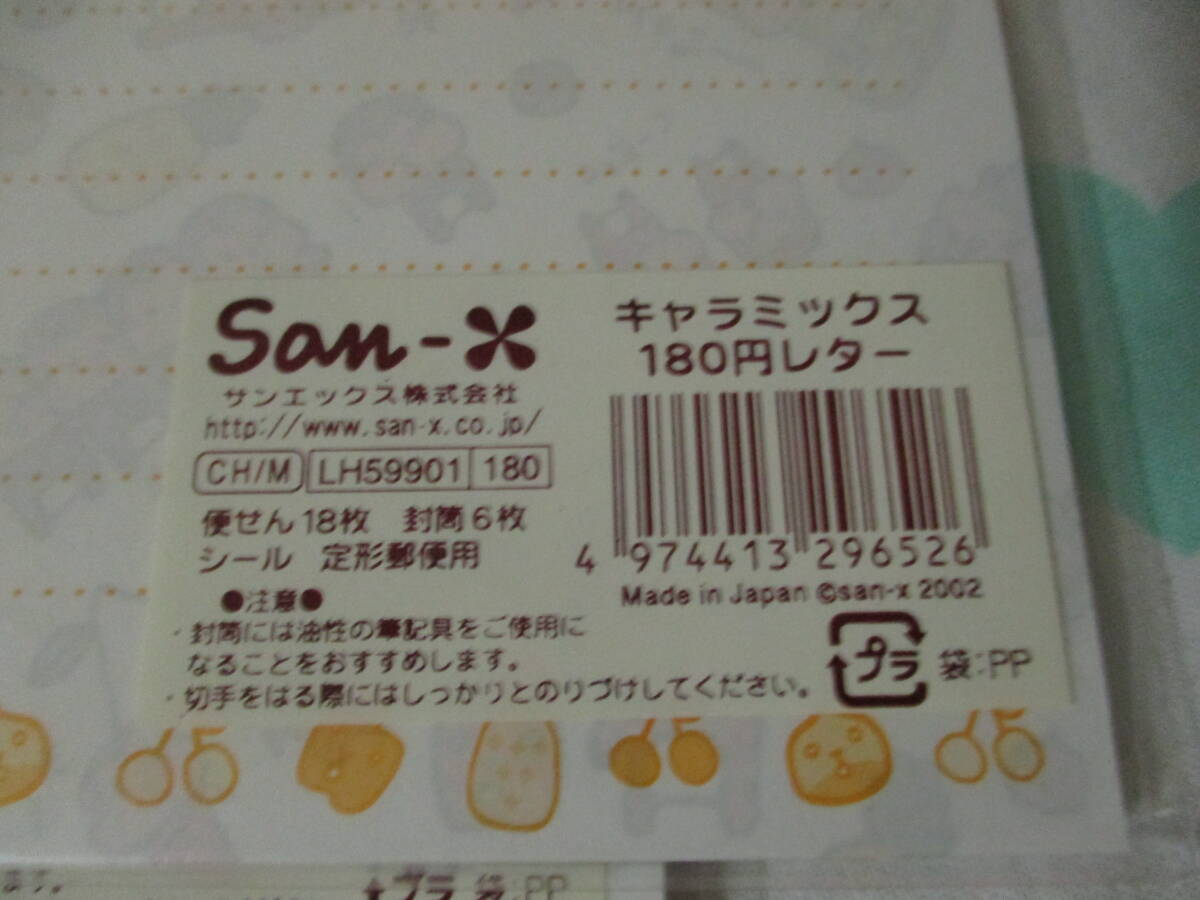 San-X
サンエックス株式会社
http://www.san-x.co.jp/
CH/M LH59901 180
便せん18枚 封筒6枚
シール 定形郵便用
●注意●
・封筒には油性の筆記具をご使用に
なることをおすすめします。
・切手をはる際にはしっかりとのりづけしてください。
キャラミックス
180円レター
4 974413 296526
Made in Japan ©san-x 2002
プラ 袋:PP
ます。
プラ 袋:PP